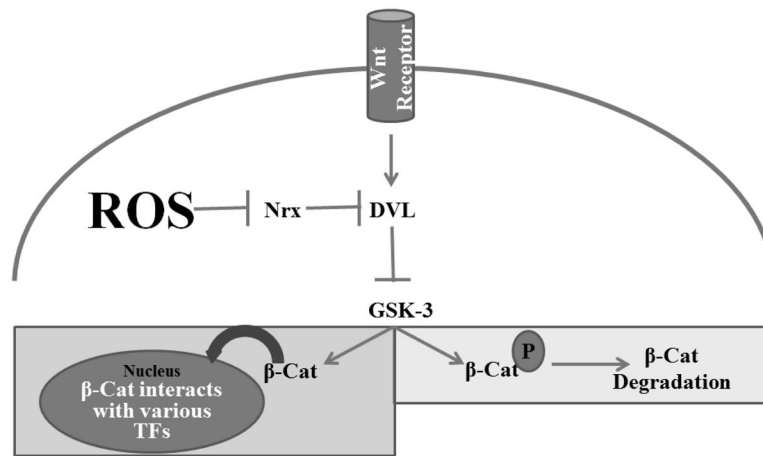 Wnt
Receptor
ROS
Nrx
DVL
GSK-3
β-Cat
β-Cat
P
β-Cat
Degradation
Nucleus
β-Cat interacts
with various
TFs